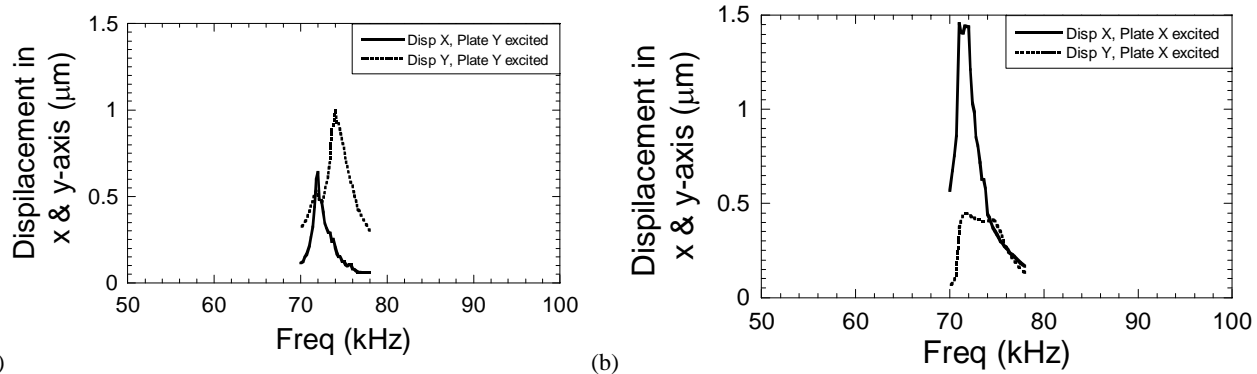 1.5
1
0.5
0
Displacement in
x & y-axis (μm)
Disp X, Plate Y excited
Disp Y, Plate Y excited
50 60 70 80 90 100
Freq (kHz)
)
(b)
1.5
1
0.5
0
Dispilacement in
x & y-axis (μm)
Disp X, Plate X excited
Disp Y, Plate X excited
50 60 70 80 90 100
Freq (kHz)